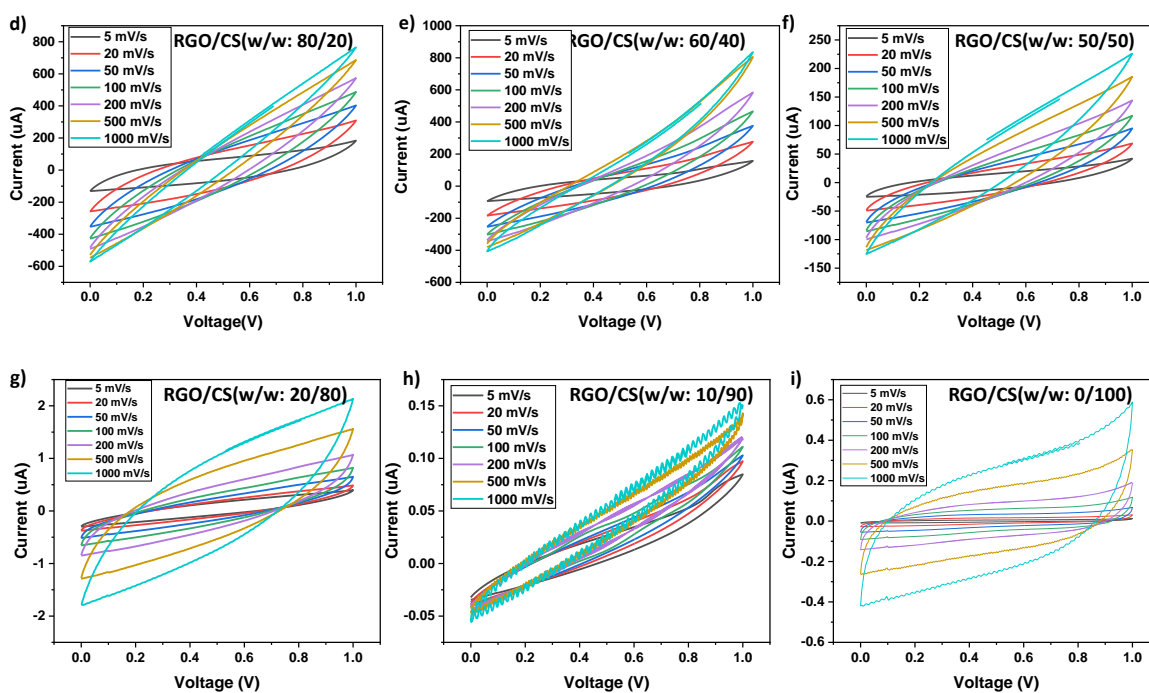 d)
RGO/CS(w/w: 80/20)
5 mV/s
20 mV/s
50 mV/s
100 mV/s
200 mV/s
500 mV/s
1000 mV/s
800
600
400
200
0
-200
-400
-600
Current (uA)
0.0 0.2 0.4 0.6 0.8 1.0
Voltage(V)
e)
RGO/CS(w/w: 60/40)
5 mV/s
20 mV/s
50 mV/s
100 mV/s
200 mV/s
500 mV/s
1000 mV/s
1000
800
600
400
200
0
-200
-400
-600
Current (uA)
0.0 0.2 0.4 0.6 0.8 1.0
Voltage (V)
f)
RGO/CS(w/w: 50/50)
5 mV/s
20 mV/s
50 mV/s
100 mV/s
200 mV/s
500 mV/s
1000 mV/s
250
200
150
100
50
0
-50
-100
-150
Current (uA)
0.0 0.2 0.4 0.6 0.8 1.0
Voltage (V)
g)
RGO/CS(w/w: 20/80)
5 mV/s
20 mV/s
50 mV/s
100 mV/s
200 mV/s
500 mV/s
1000 mV/s
2
1
0
-1
-2
Current (uA)
0.0 0.2 0.4 0.6 0.8 1.0
Voltage (V)
h)
RGO/CS(w/w: 10/90)
5 mV/s
20 mV/s
50 mV/s
100 mV/s
200 mV/s
500 mV/s
1000 mV/s
0.15
0.10
0.05
0.00
-0.05
Current (uA)
0.0 0.2 0.4 0.6 0.8 1.0
Voltage (V)
i)
RGO/CS(w/w: 0/100)
5 mV/s
20 mV/s
50 mV/s
100 mV/s
200 mV/s
500 mV/s
1000 mV/s
0.6
0.4
0.2
0.0
-0.2
-0.4
-0.6
Current (uA)
0.0 0.2 0.4 0.6 0.8 1.0
Voltage (V)